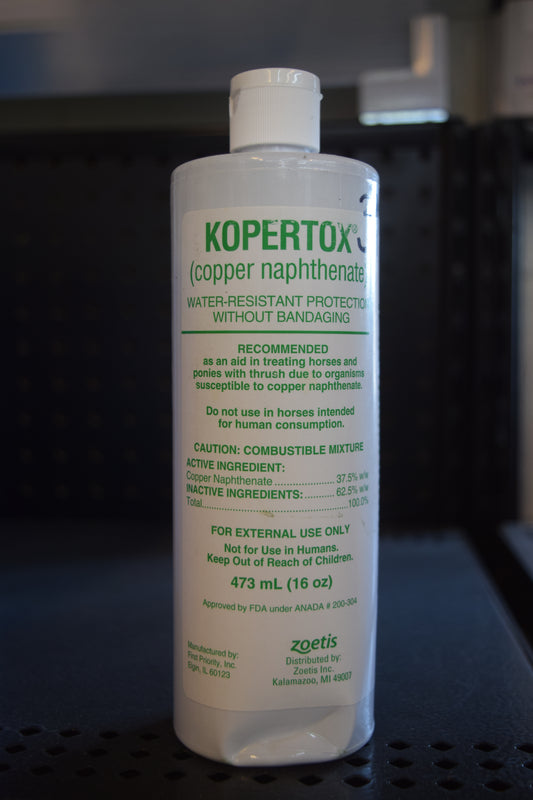 KOPERTOX®
(copper naphthenate)
WATER-RESISTANT PROTECTION
WITHOUT BANDAGING
RECOMMENDED
as an aid in treating horses and
ponies with thrush due to organisms
susceptible to copper naphthenate.
Do not use in horses intended
for human consumption.
CAUTION: COMBUSTIBLE MIXTURE
ACTIVE INGREDIENT:
Copper Naphthenate ..................... 37.5% w/w
INACTIVE INGREDIENTS: .......... 62.5% w/w
Total.....................................................100.0%
FOR EXTERNAL USE ONLY
Not for Use in Humans.
Keep Out of Reach of Children.
473 mL (16 oz)
Approved by FDA under ANADA # 200-304
Manufactured by:
First Priority, Inc.
Elgin, IL 60123
zoetis
Distributed by:
Zoetis Inc.
Kalamazoo, MI 49007